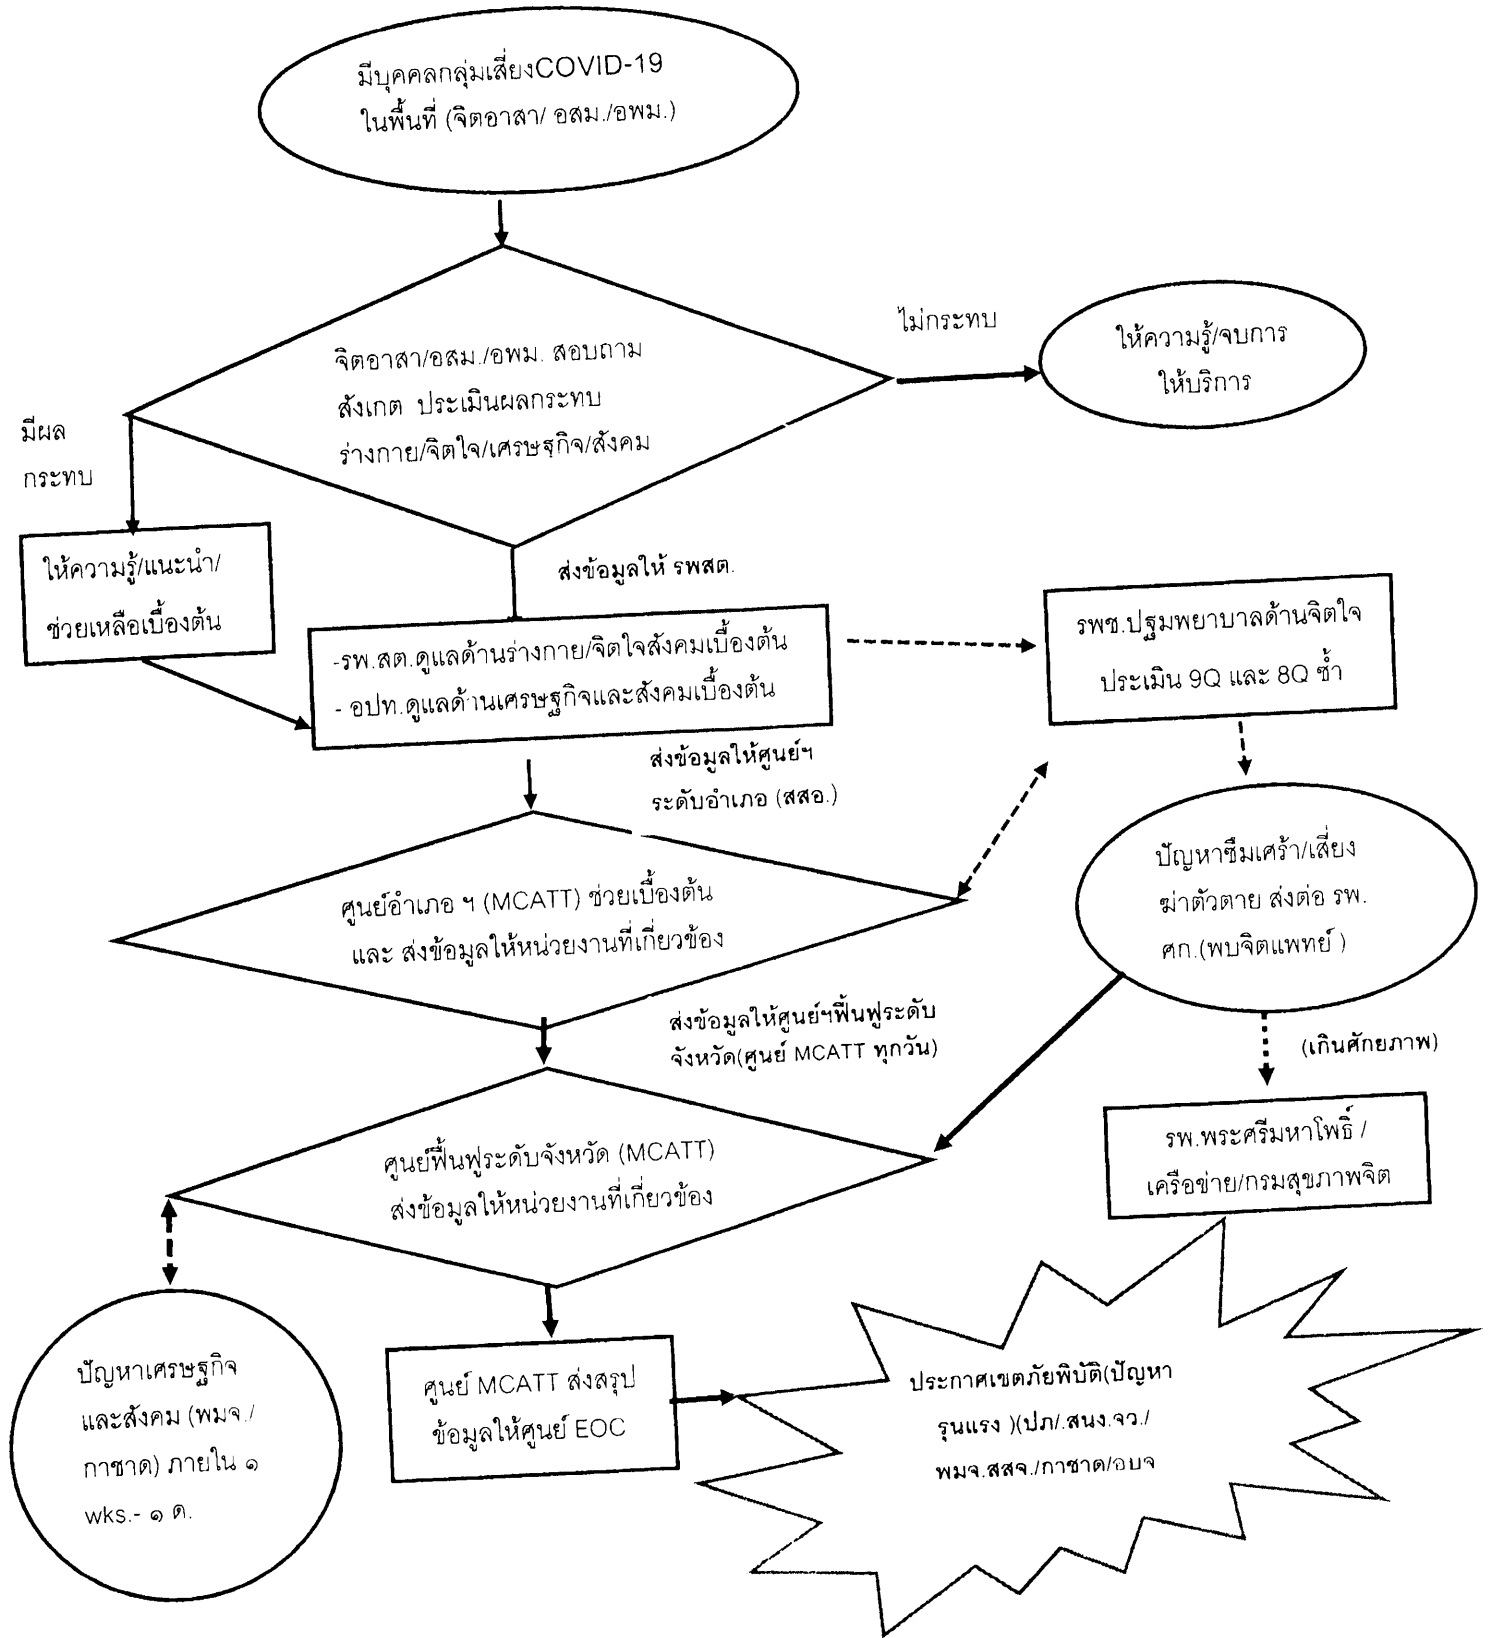 มีบุคคลกลุ่มเสี่ยงCOVID-19
ในพื้นที่ (จิตอาสา/ อสม./อพม.)
ไม่กระทบ
ให้ความรู้/จบการ
ให้บริการ
จิตอาสา/อสม./อพม. สอบถาม
สังเกต ประเมินผลกระทบ
ร่างกาย/จิตใจ/เศรษฐกิจ/สังคม
มีผล
กระทบ
ให้ความรู้/แนะนำ/
ช่วยเหลือเบื้องต้น
ส่งข้อมูลให้ รพสต.
-รพ.สต.ดูแลด้านร่างกาย/จิตใจสังคมเบื้องต้น
- อปท.ดูแลด้านเศรษฐกิจและสังคมเบื้องต้น
รพช.ปฐมพยาบาลด้านจิตใจ
ประเมิน 9Q และ 8Q ซ้ำ
ส่งข้อมูลให้ศูนย์ฯ
ระดับอำเภอ (สสอ.)
ศูนย์อำเภอ ฯ (MCATT) ช่วยเบื้องต้น
และ ส่งข้อมูลให้หน่วยงานที่เกี่ยวข้อง
ปัญหาซึมเศร้า/เสี่ยง
ฆ่าตัวตาย ส่งต่อ รพ.
ศก.(พบจิตแพทย์ )
ส่งข้อมูลให้ศูนย์ฯฟื้นฟูระดับ
จังหวัด(ศูนย์ MCATT ทุกวัน)
(เกินศักยภาพ)
ศูนย์ฟื้นฟูระดับจังหวัด (MCATT)
ส่งข้อมูลให้หน่วยงานที่เกี่ยวข้อง
รพ.พระศรีมหาโพธิ์ /
เครือข่าย/กรมสุขภาพจิต
ปัญหาเศรษฐกิจ
และสังคม (พมจ./
กาชาด) ภายใน ๑
wks.- ๑ ด.
ศูนย์ MCATT ส่งสรุป
ข้อมูลให้ศูนย์ EOC
ประกาศเขตภัยพิบัติ(ปัญหา
รุนแรง )(ปภ/.สนง.จว./
พมจ.สสจ./กาชาด/อบจ